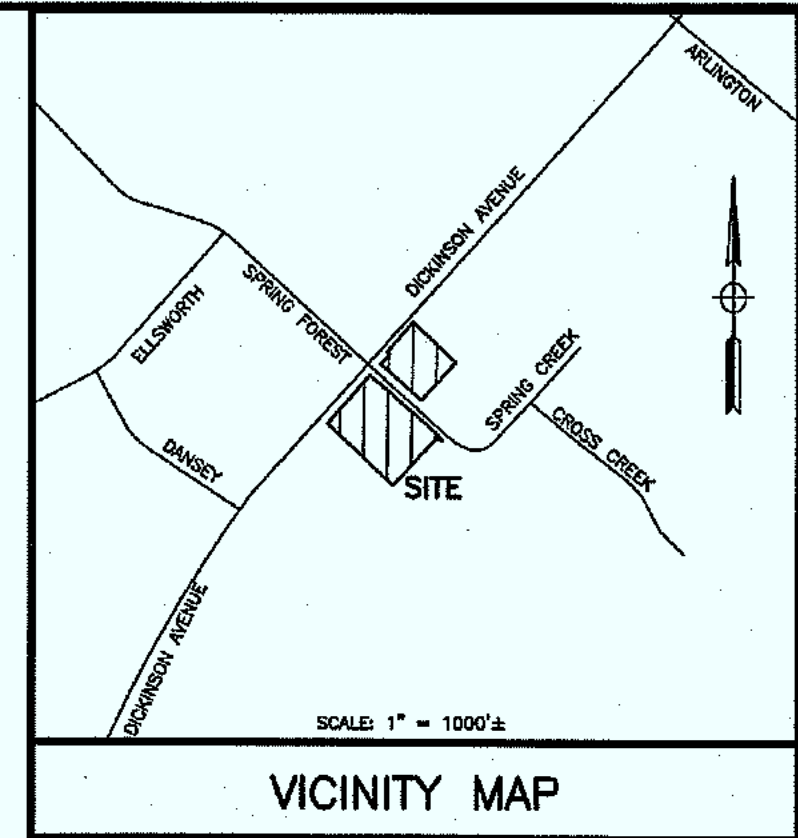 ARLINGTON
DICKINSON AVENUE
SPRING FOREST
ELLSWORTH
SPRING CREEK
CROSS CREEK
DANSEY
SITE
DICKINSON AVENUE
SCALE: 1" = 1000'±
VICINITY MAP